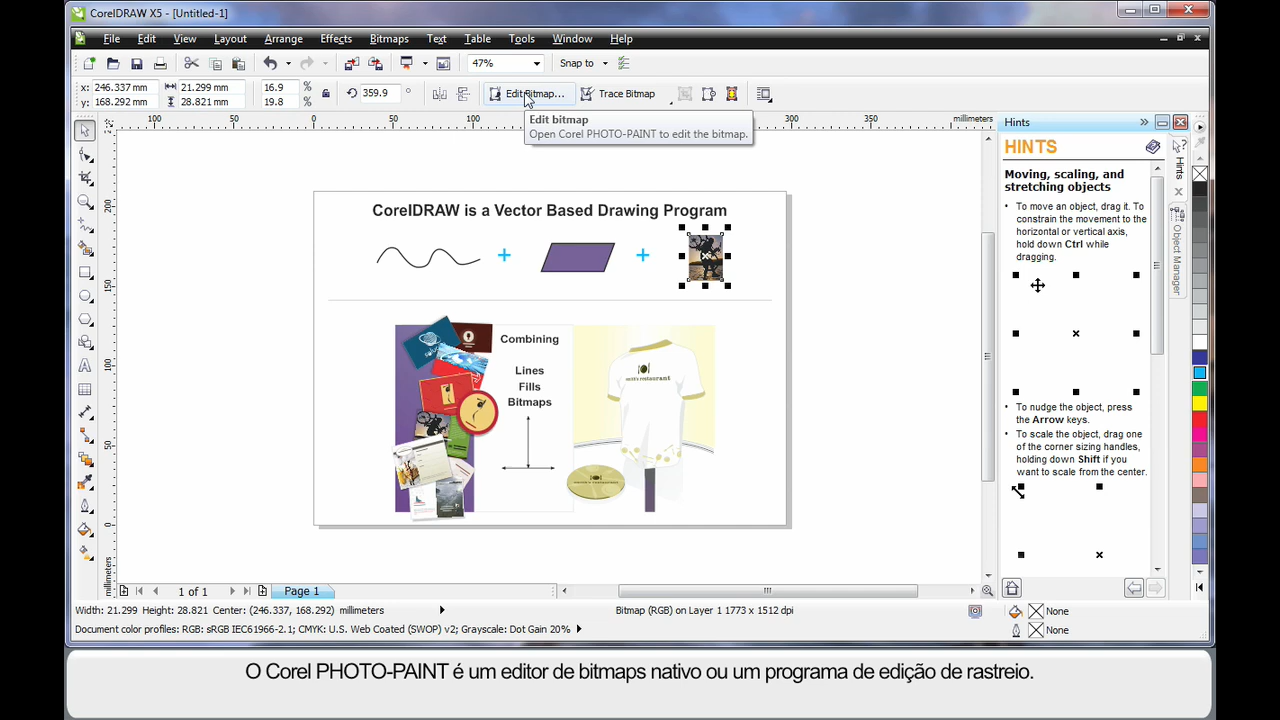 CorelDRAW X5 - [Untitled-1]
File Edit View Layout Arrange Effects Bitmaps Text Table Tools Window Help
47% Snap to
x: 246.337 mm 21.299 mm 16.9 %
y: 168.292 mm 28.821 mm 19.8 %
359.9 °
Edit Bitmap... Trace Bitmap
Edit bitmap
Open Corel PHOTO-PAINT to edit the bitmap.
100 50 0 50 100 300 350 millimeters
200
150
100
50
0
millimeters
CorelDRAW is a Vector Based Drawing Program
Combining
Lines
Fills
Bitmaps
Hints
HINTS
Moving, scaling, and
stretching objects
• To move an object, drag it. To
constrain the movement to the
horizontal or vertical axis,
hold down Ctrl while
dragging.
• To nudge the object, press
the Arrow keys.
• To scale the object, drag one
of the corner sizing handles,
holding down Shift if you
want to scale from the center.
Hints
Object Manager
1 of 1 Page 1
Width: 21.299 Height: 28.821 Center: (246.337, 168.292) millimeters
Bitmap (RGB) on Layer 1 1773 x 1512 dpi
None
Document color profiles: RGB: sRGB IEC61966-2.1; CMYK: U.S. Web Coated (SWOP) v2; Grayscale: Dot Gain 20%
None
O Corel PHOTO-PAINT é um editor de bitmaps nativo ou um programa de edição de rastreio.